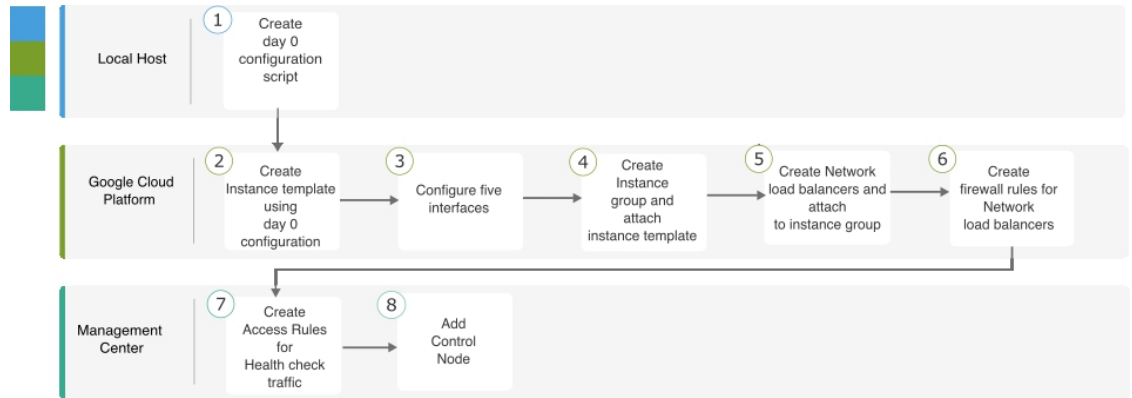 Local Host
1
Create
day 0
configuration
script
Google Cloud
Platform
2
Create
Instance template
using
day 0
configuration
3
Configure five
interfaces
4
Create
Instance
group and
attach
instance template
5
Create Network
load balancers and
attach
to instance group
6
Create
firewall rules for
Network
load balancers
Management
Center
7
Create
Access Rules
for
Health check
traffic
8
Add
Control
Node